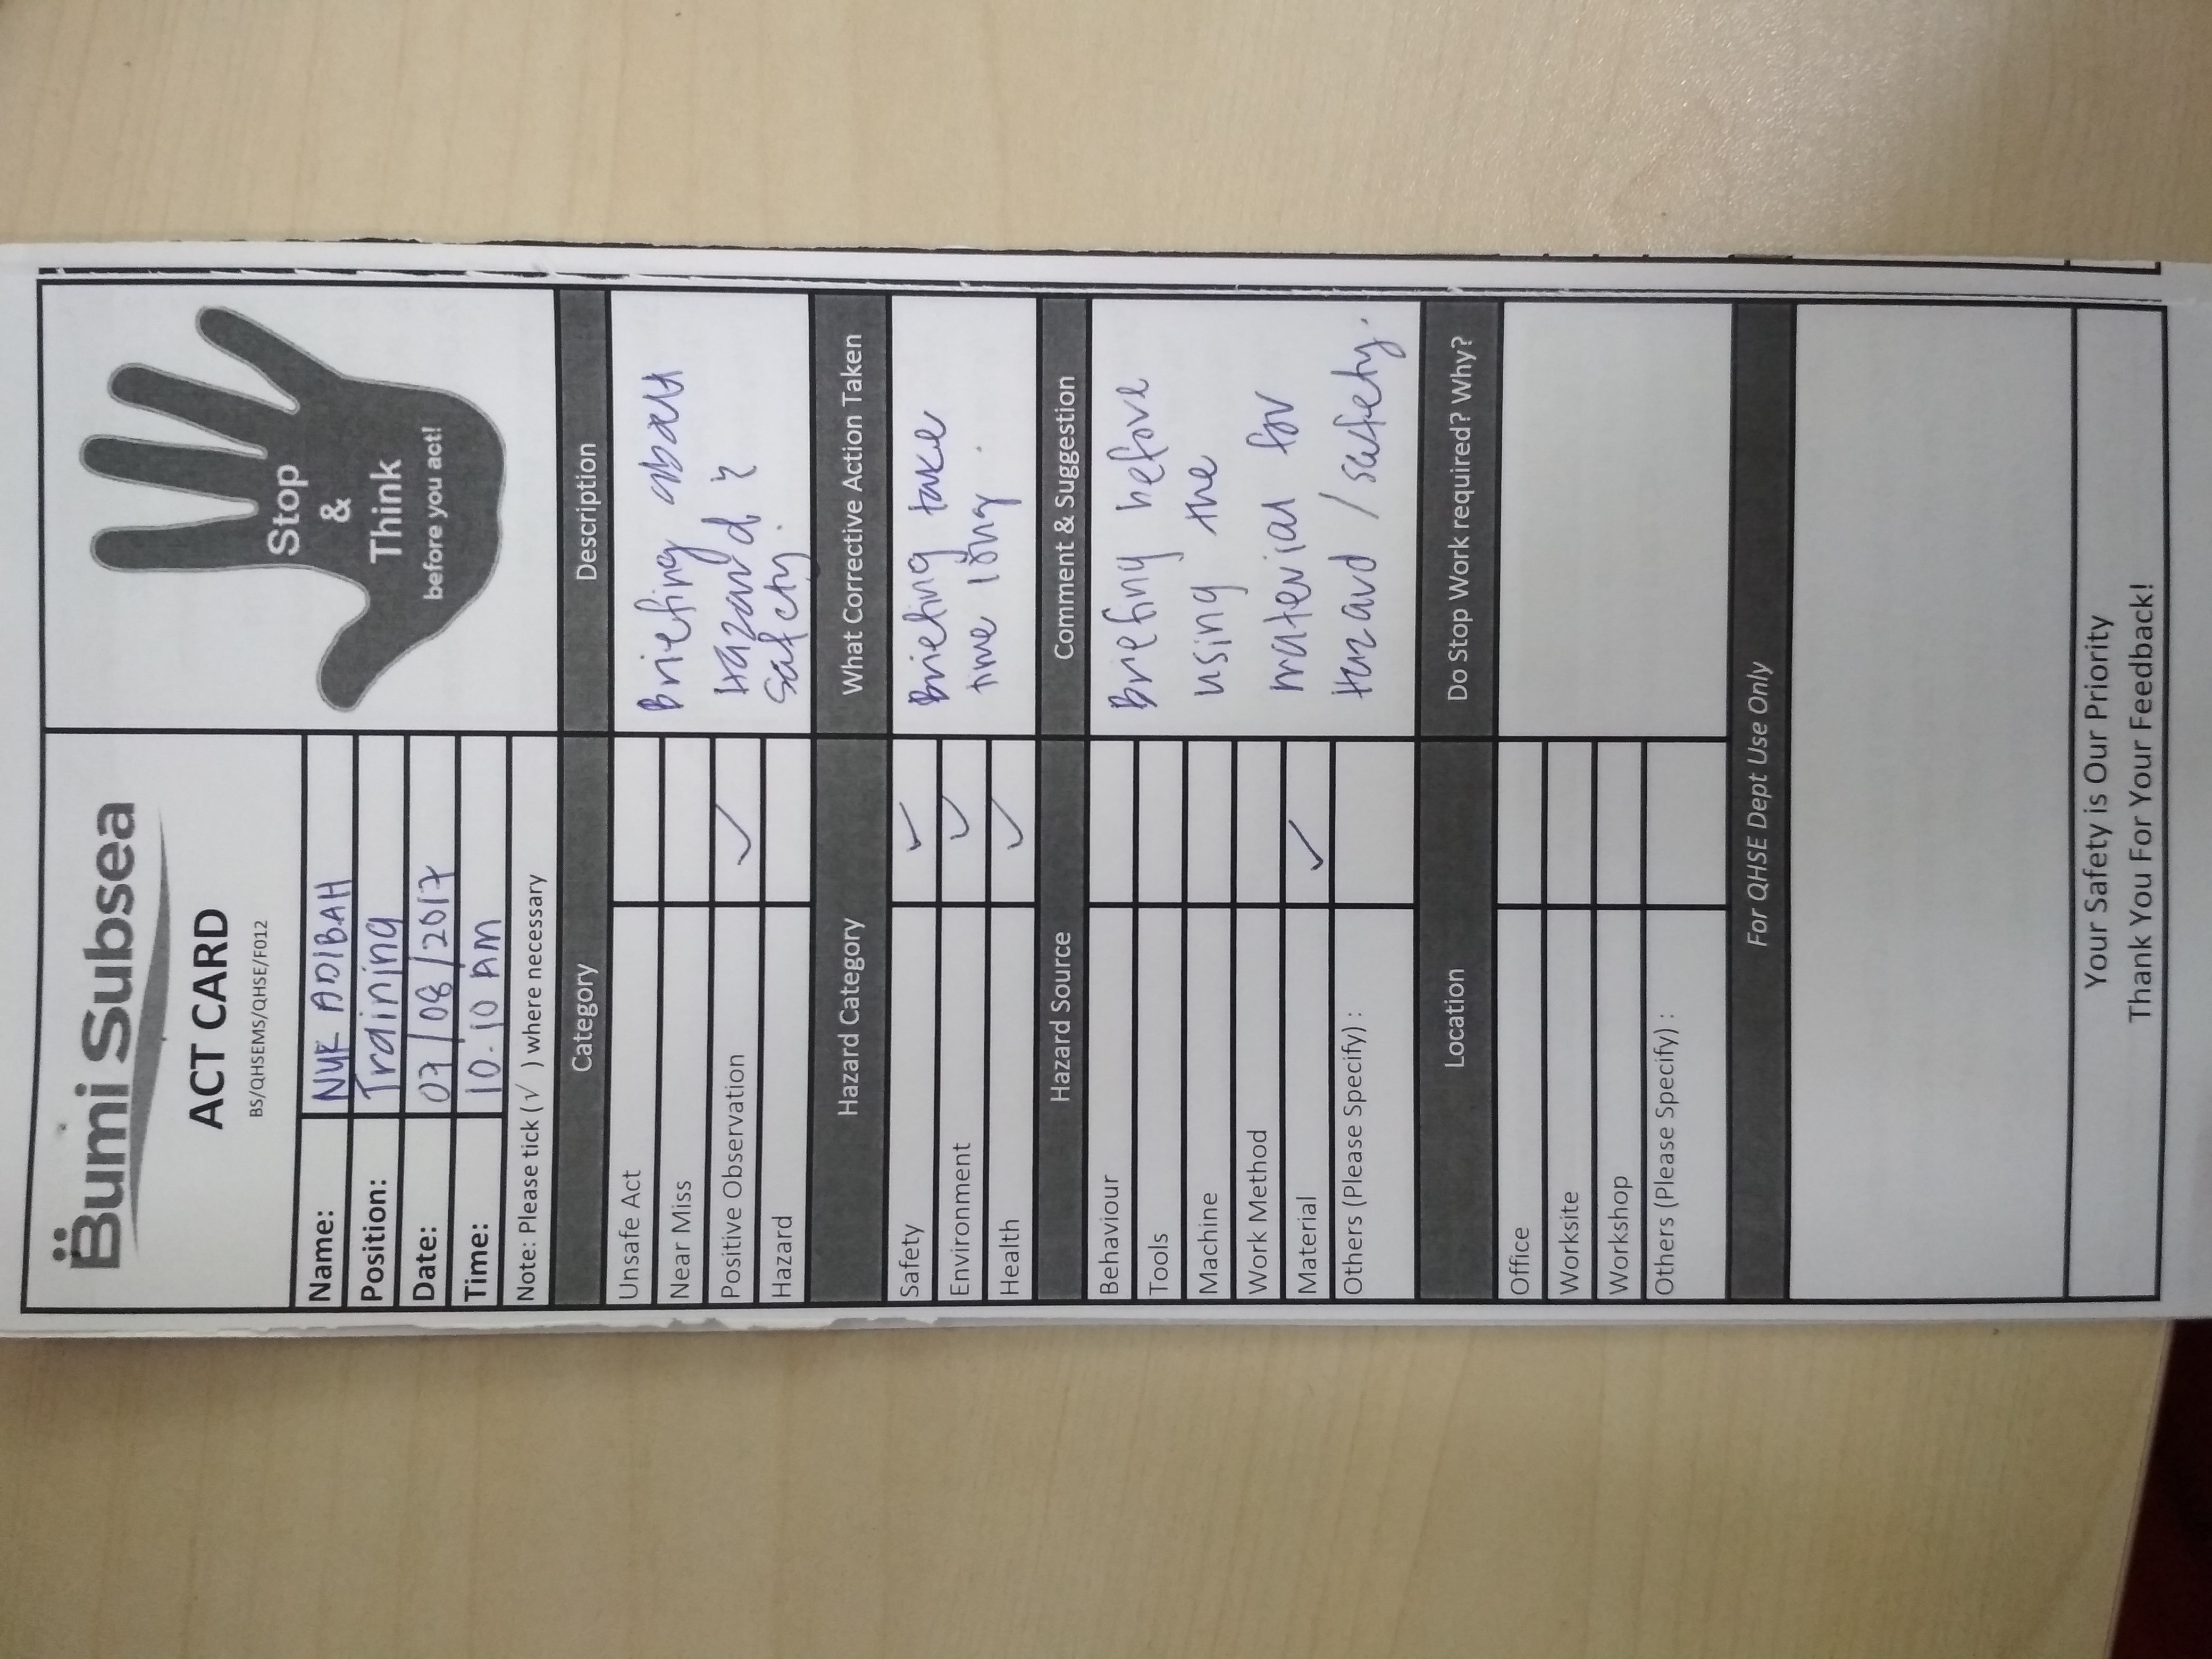 Bumi Subsea
ACT CARD
BS/QHSEMS/QHSE/F012
Stop
&
Think
before you act!
Name: NUR ADIBAH
Position: Training
Date: 07/08/2017
Time: 10.10 AM
Note: Please tick ( √ ) where necessary
Category
Description
Unsafe Act
Near Miss
Positive Observation ✓
Hazard
Briefing about
Hazard &
Safety.
Hazard Category
What Corrective Action Taken
Safety ✓
Environment ✓
Health ✓
Briefing take
time long.
Hazard Source
Comment & Suggestion
Behaviour
Tools
Machine
Work Method
Material ✓
Others (Please Specify) :
Briefing before
using the
material for
Hazard / safety.
Location
Do Stop Work required? Why?
Office
Worksite
Workshop
Others (Please Specify) :
For QHSE Dept Use Only
Your Safety is Our Priority
Thank You For Your Feedback!